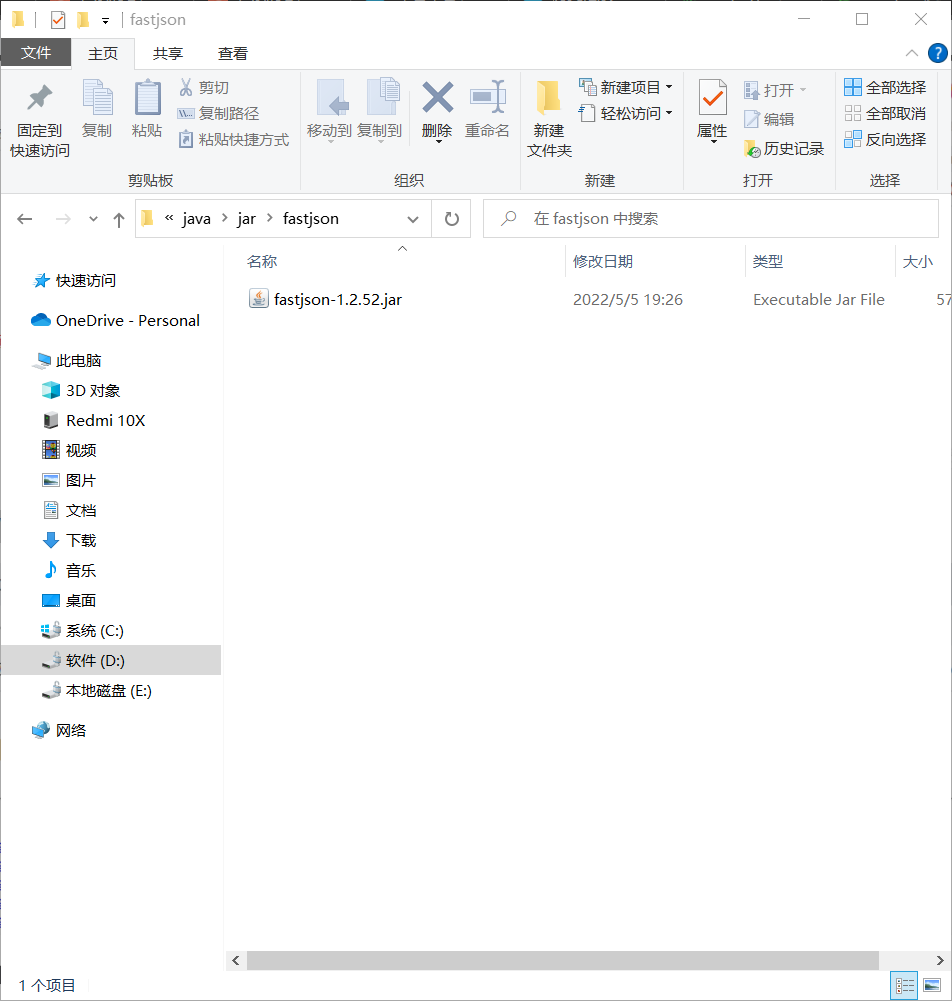 fastjson
文件 主页 共享 查看
固定到
快速访问
复制
粘贴
剪切
复制路径
粘贴快捷方式
剪贴板
移动到
复制到
删除
重命名
组织
新建
文件夹
新建项目
轻松访问
新建
属性
打开
编辑
历史记录
打开
全部选择
全部取消
反向选择
选择
« java > jar > fastjson
在 fastjson 中搜索
名称 修改日期 类型 大小
fastjson-1.2.52.jar 2022/5/5 19:26 Executable Jar File 57
快速访问
OneDrive - Personal
此电脑
3D 对象
Redmi 10X
视频
图片
文档
下载
音乐
桌面
系统 (C:)
软件 (D:)
本地磁盘 (E:)
网络
1 个项目